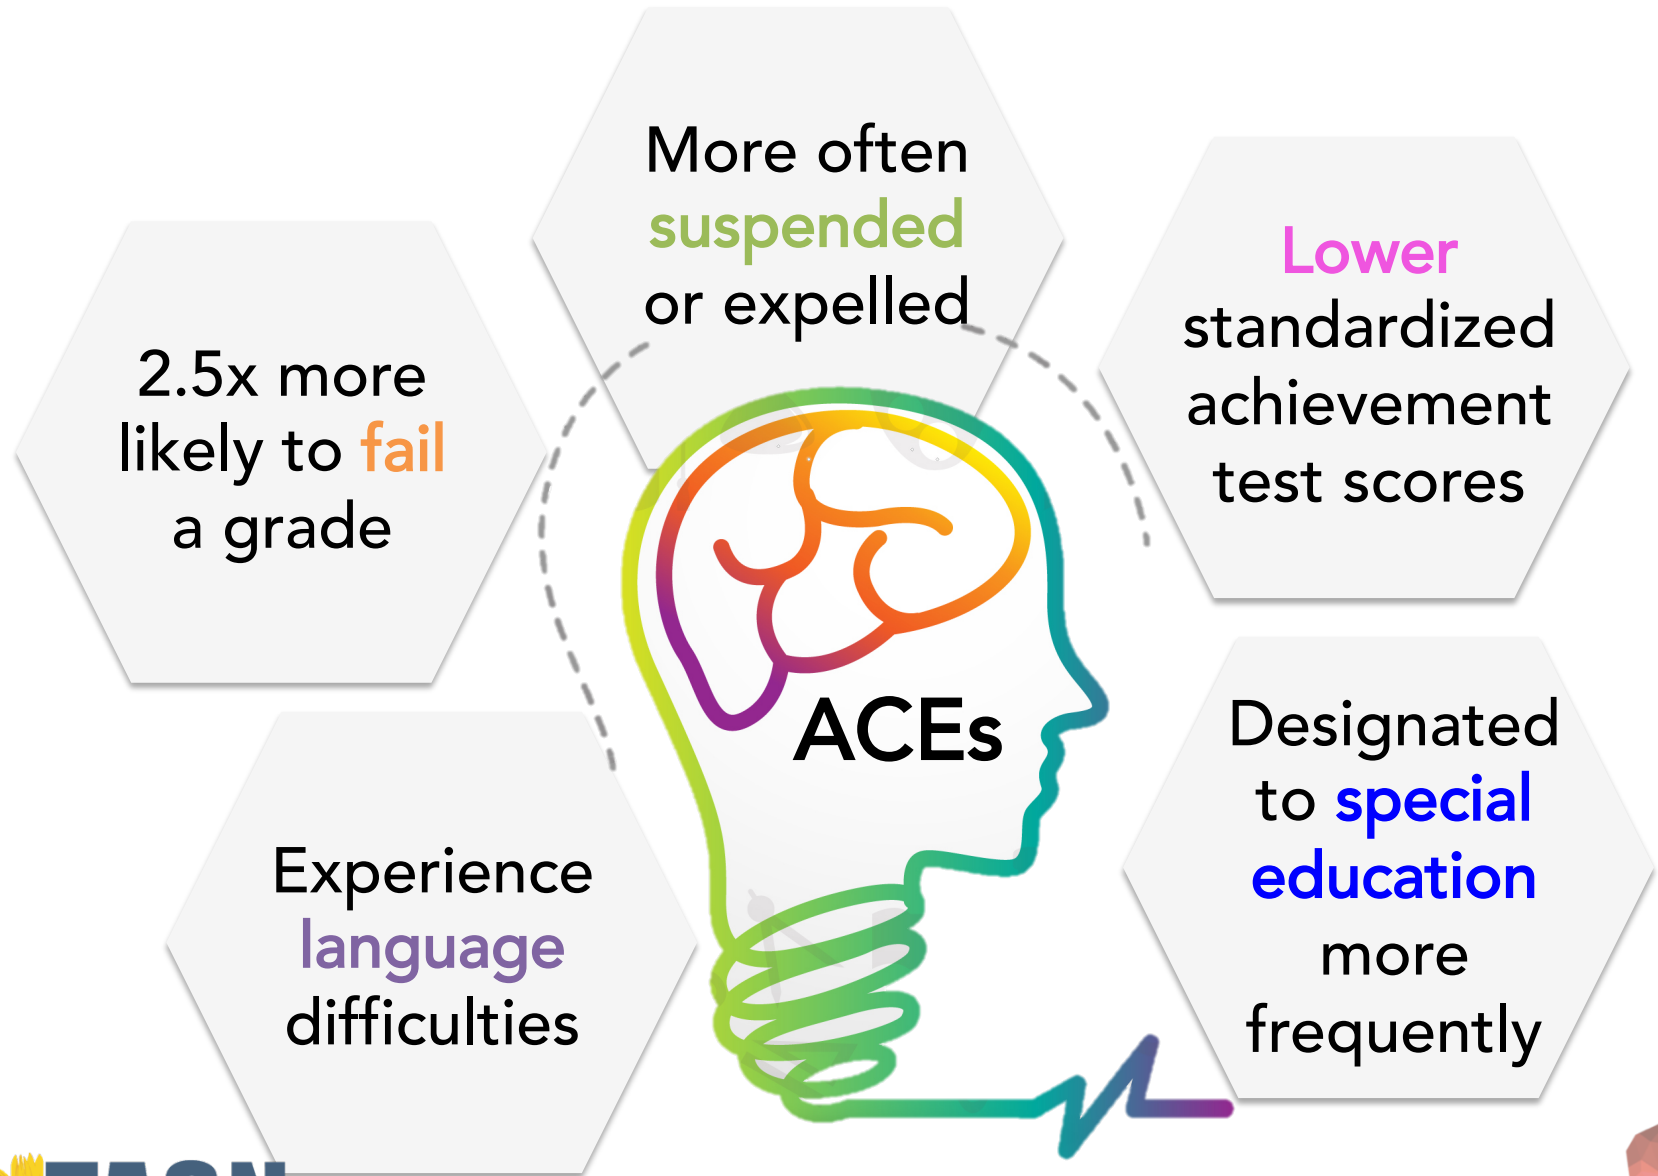 More often
suspended
or expelled
Lower
standardized
achievement
test scores
2.5x more
likely to fail
a grade
ACEs
Designated
to special
education
more
frequently
Experience
language
difficulties
TASN